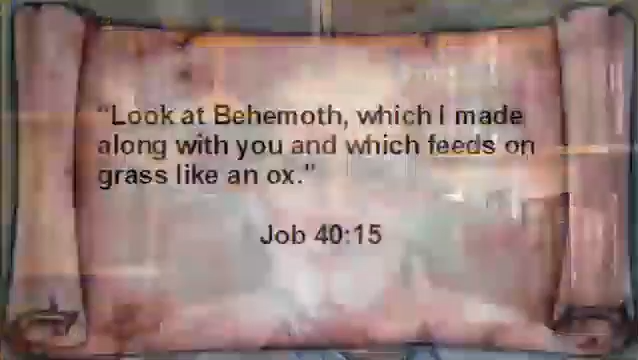 "Look at Behemoth, which I made
along with you and which feeds on
grass like an ox."
Job 40:15